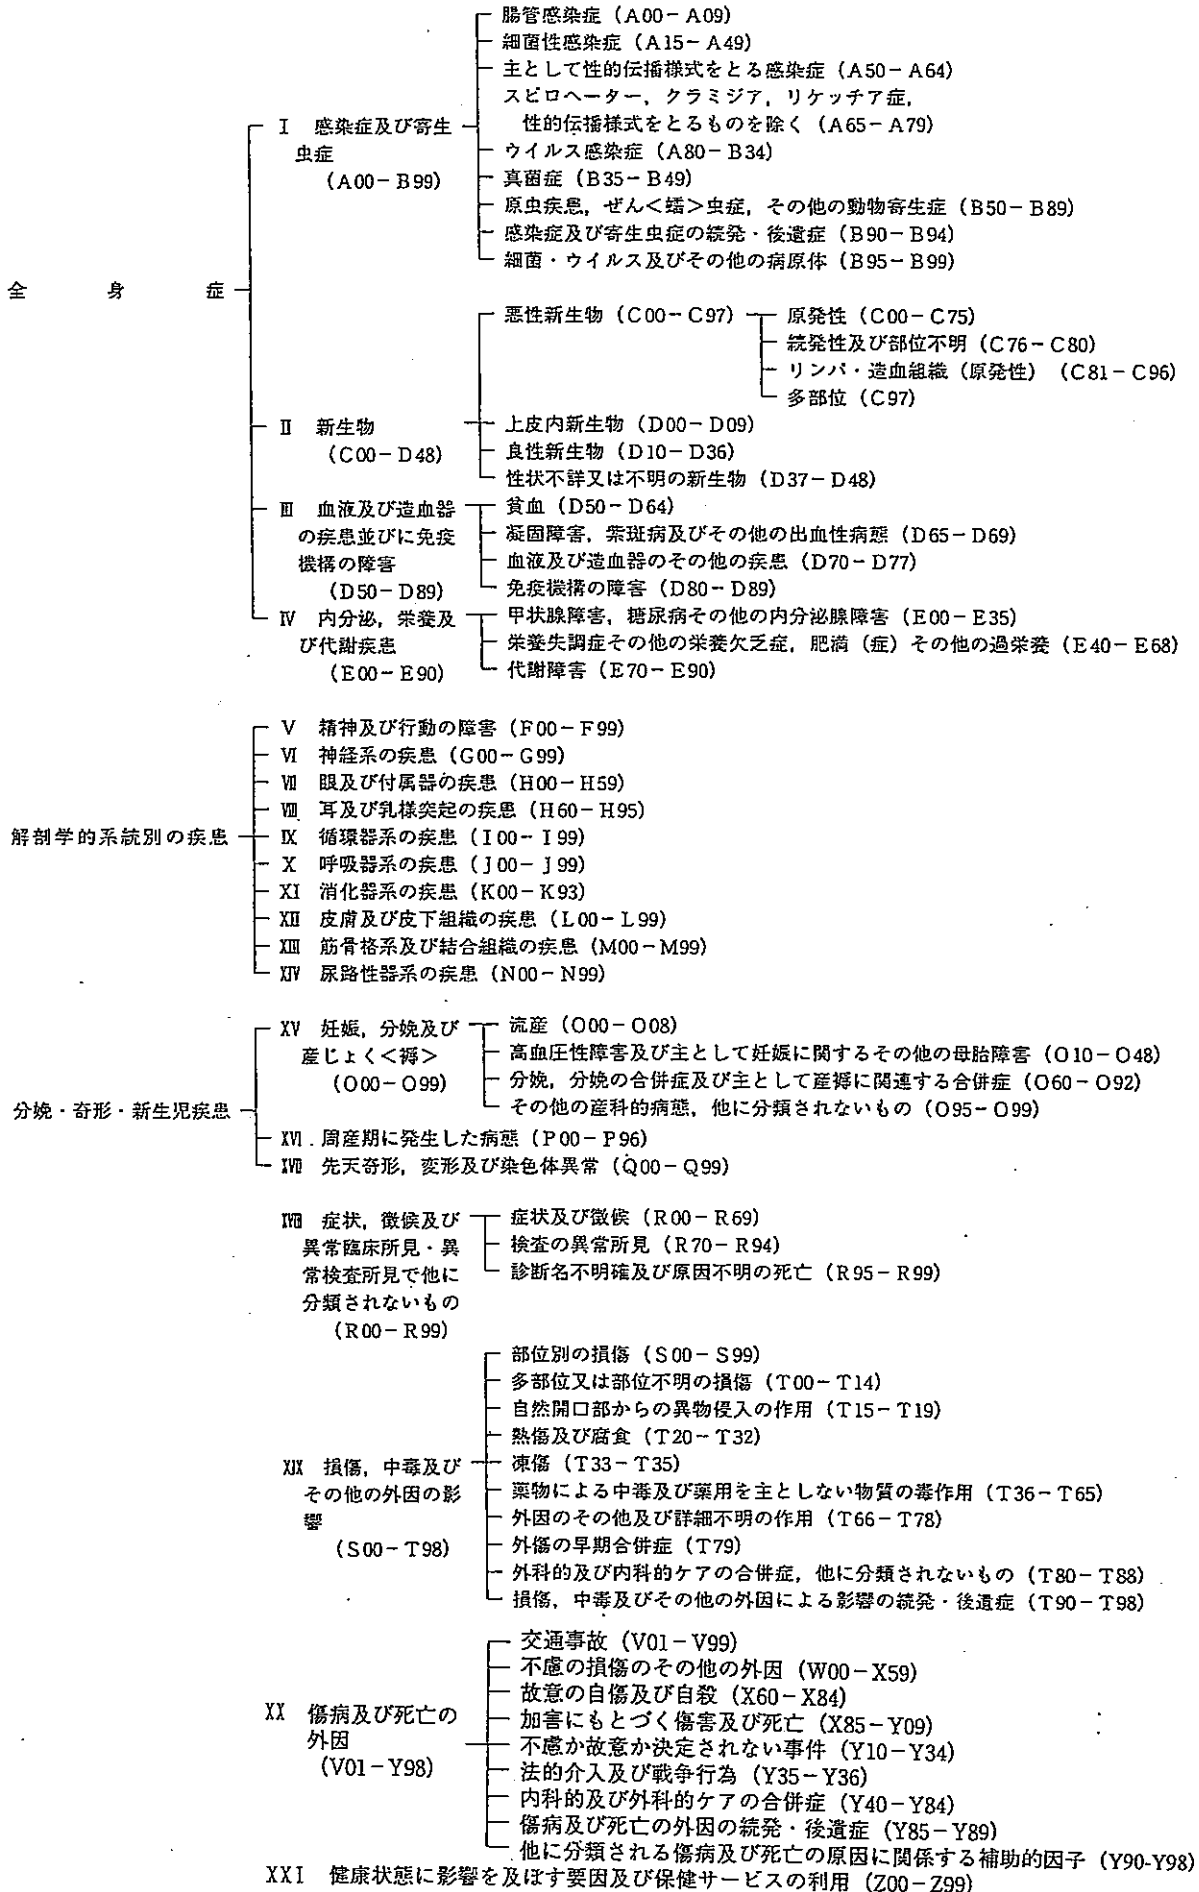 腸管感染症 (A00－A09)
細菌性感染症 (A15－A49)
主として性的伝播様式をとる感染症 (A50－A64)
スピロヘーター，クラミジア，リケッチア症，
性的伝播様式をとるものを除く (A65－A79)
I 感染症及び寄生
虫症
(A00－B99)
ウイルス感染症 (A80－B34)
真菌症 (B35－B49)
原虫疾患，ぜん<蠕>虫症，その他の動物寄生症 (B50－B89)
感染症及び寄生虫症の続発・後遺症 (B90－B94)
細菌・ウイルス及びその他の病原体 (B95－B99)
全身症
悪性新生物 (C00－C97)
原発性 (C00－C75)
続発性及び部位不明 (C76－C80)
リンパ・造血組織 (原発性) (C81－C96)
多部位 (C97)
II 新生物
(C00－D48)
上皮内新生物 (D00－D09)
良性新生物 (D10－D36)
性状不詳又は不明の新生物 (D37－D48)
III 血液及び造血器
の疾患並びに免疫
機構の障害
(D50－D89)
貧血 (D50－D64)
凝固障害，紫斑病及びその他の出血性病態 (D65－D69)
血液及び造血器のその他の疾患 (D70－D77)
免疫機構の障害 (D80－D89)
IV 内分泌，栄養及
び代謝疾患
(E00－E90)
甲状腺障害，糖尿病その他の内分泌腺障害 (E00－E35)
栄養失調症その他の栄養欠乏症，肥満 (症) その他の過栄養 (E40－E68)
代謝障害 (E70－E90)
解剖学的系統別の疾患
V 精神及び行動の障害 (F00－F99)
VI 神経系の疾患 (G00－G99)
VII 眼及び付属器の疾患 (H00－H59)
VIII 耳及び乳様突起の疾患 (H60－H95)
IX 循環器系の疾患 (I00－I99)
X 呼吸器系の疾患 (J00－J99)
XI 消化器系の疾患 (K00－K93)
XII 皮膚及び皮下組織の疾患 (L00－L99)
XIII 筋骨格系及び結合組織の疾患 (M00－M99)
XIV 尿路性器系の疾患 (N00－N99)
分娩・奇形・新生児疾患
XV 妊娠，分娩及び
産じょく<褥>
(O00－O99)
流産 (O00－O08)
高血圧性障害及び主として妊娠に関するその他の母胎障害 (O10－O48)
分娩，分娩の合併症及び主として産褥に関連する合併症 (O60－O92)
その他の産科的病態，他に分類されないもの (O95－O99)
XVI．周産期に発生した病態 (P00－P96)
XVII 先天奇形，変形及び染色体異常 (Q00－Q99)
XVIII 症状，徴候及び
異常臨床所見・異
常検査所見で他に
分類されないもの
(R00－R99)
症状及び徴候 (R00－R69)
検査の異常所見 (R70－R94)
診断名不明確及び原因不明の死亡 (R95－R99)
XIX 損傷，中毒及び
その他の外因の影
響
(S00－T98)
部位別の損傷 (S00－S99)
多部位又は部位不明の損傷 (T00－T14)
自然開口部からの異物侵入の作用 (T15－T19)
熱傷及び腐食 (T20－T32)
凍傷 (T33－T35)
薬物による中毒及び薬用を主としない物質の毒作用 (T36－T65)
外因のその他及び詳細不明の作用 (T66－T78)
外傷の早期合併症 (T79)
外科的及び内科的ケアの合併症，他に分類されないもの (T80－T88)
損傷，中毒及びその他の外因による影響の続発・後遺症 (T90－T98)
XX 傷病及び死亡の
外因
(V01－Y98)
交通事故 (V01－V99)
不慮の損傷のその他の外因 (W00－X59)
故意の自傷及び自殺 (X60－X84)
加害にもとづく傷害及び死亡 (X85－Y09)
不慮か故意か決定されない事件 (Y10－Y34)
法的介入及び戦争行為 (Y35－Y36)
内科的及び外科的ケアの合併症 (Y40－Y84)
傷病及び死亡の外因の続発・後遺症 (Y85－Y89)
他に分類される傷病及び死亡の原因に関係する補助的因子 (Y90-Y98)
XXI 健康状態に影響を及ぼす要因及び保健サービスの利用 (Z00－Z99)